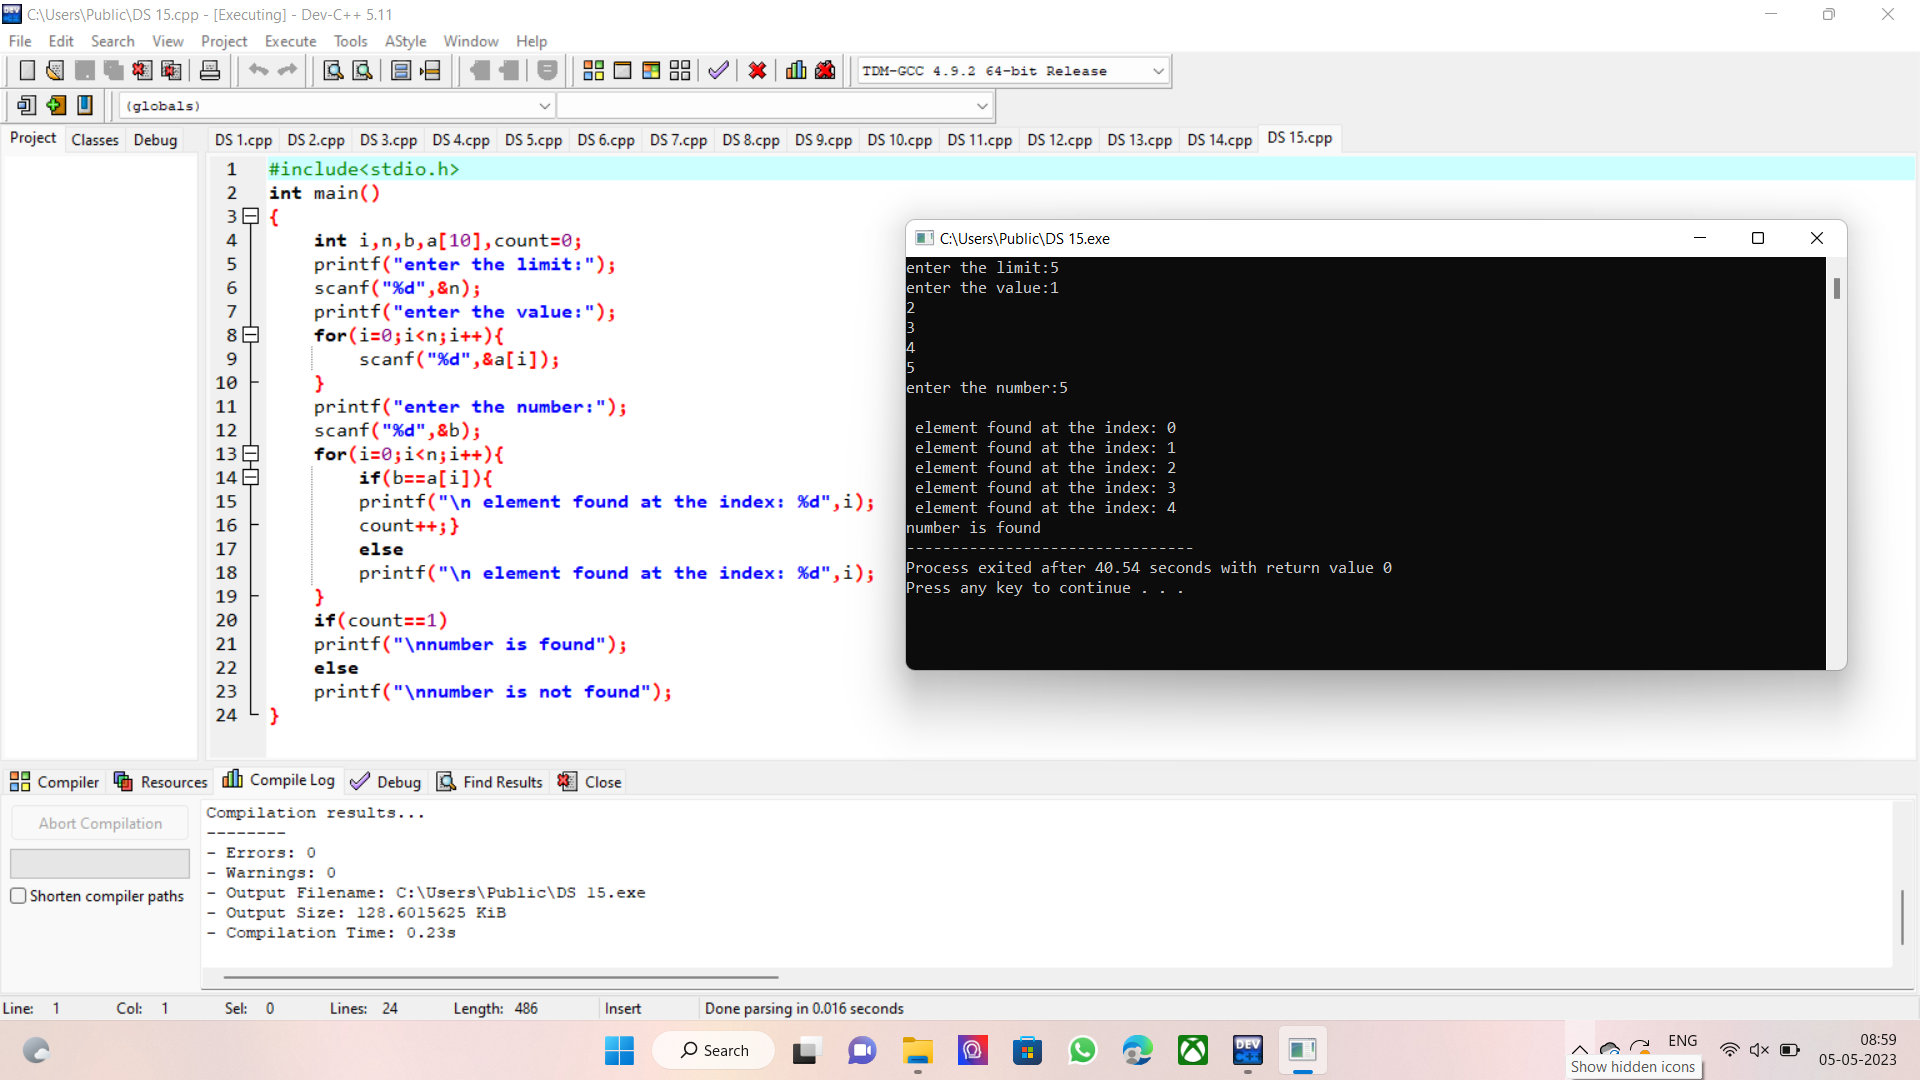 C:\Users\Public\DS 15.cpp - [Executing] - Dev-C++ 5.11
File Edit Search View Project Execute Tools AStyle Window Help
TDM-GCC 4.9.2 64-bit Release
(globals)
Project Classes Debug
DS 1.cpp DS 2.cpp DS 3.cpp DS 4.cpp DS 5.cpp DS 6.cpp DS 7.cpp DS 8.cpp DS 9.cpp DS 10.cpp DS 11.cpp DS 12.cpp DS 13.cpp DS 14.cpp DS 15.cpp
1 #include<stdio.h>
2 int main()
3 {
4 int i,n,b,a[10],count=0;
5 printf("enter the limit:");
6 scanf("%d",&n);
7 printf("enter the value:");
8 for(i=0;i<n;i++){
9 scanf("%d",&a[i]);
10 }
11 printf("enter the number:");
12 scanf("%d",&b);
13 for(i=0;i<n;i++){
14 if(b==a[i]){
15 printf("\n element found at the index: %d",i);
16 count++;}
17 else
18 printf("\n element found at the index: %d",i);
19 }
20 if(count==1)
21 printf("\nnumber is found");
22 else
23 printf("\nnumber is not found");
24 }
C:\Users\Public\DS 15.exe
enter the limit:5
enter the value:1
2
3
4
5
enter the number:5
element found at the index: 0
element found at the index: 1
element found at the index: 2
element found at the index: 3
element found at the index: 4
number is found
--------------------------------
Process exited after 40.54 seconds with return value 0
Press any key to continue . . .
Compiler Resources Compile Log Debug Find Results Close
Abort Compilation
Shorten compiler paths
Compilation results...
--------
- Errors: 0
- Warnings: 0
- Output Filename: C:\Users\Public\DS 15.exe
- Output Size: 128.6015625 KiB
- Compilation Time: 0.23s
Line: 1 Col: 1 Sel: 0 Lines: 24 Length: 486 Insert Done parsing in 0.016 seconds
Search
DEV
C++
ENG
08:59
05-05-2023
Show hidden icons